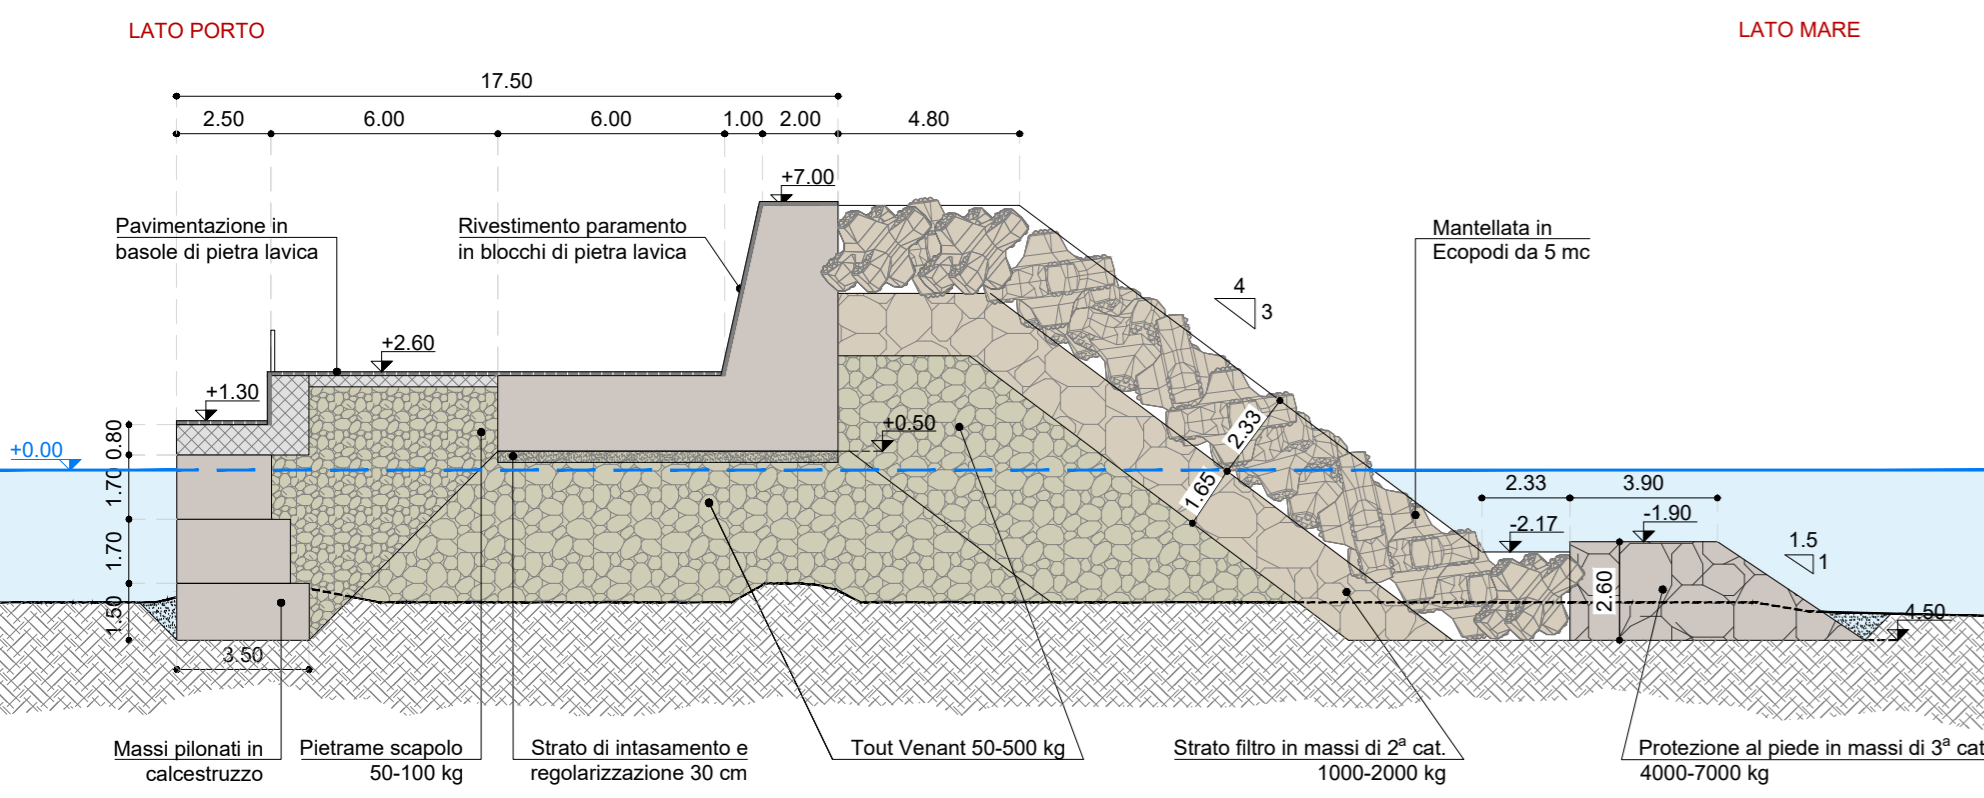 LATO PORTO
LATO MARE
17.50
2.50
6.00
6.00
1.00
2.00
4.80
+7.00
Pavimentazione in
basole di pietra lavica
Rivestimento paramento
in blocchi di pietra lavica
Mantellata in
Ecopodi da 5 mc
4
3
+2.60
+1.30
+0.50
+0.00
0.80
1.70
1.70
1.50
3.50
2.33
1.65
2.33
3.90
-2.17
-1.90
1.5
1
2.60
4.50
Massi pilonati in
calcestruzzo
Pietrame scapolo
50-100 kg
Strato di intasamento e
regolarizzazione 30 cm
Tout Venant 50-500 kg
Strato filtro in massi di 2ª cat.
1000-2000 kg
Protezione al piede in massi di 3ª cat
4000-7000 kg